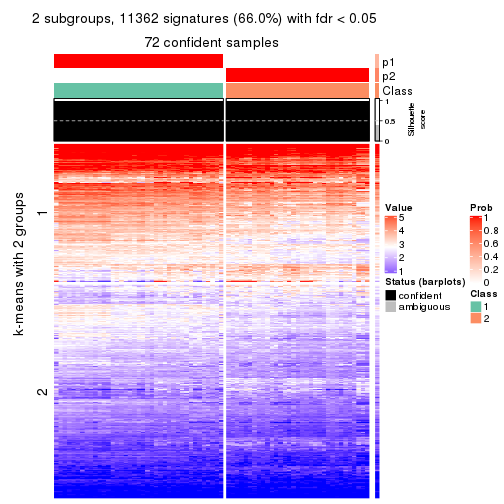 2 subgroups, 11362 signatures (66.0%) with fdr < 0.05
72 confident samples
p1
p2
Class
1
0.5
0
Silhouette
score
k-means with 2 groups
1
2
Value
5
4
3
2
1
Status (barplots)
confident
ambiguous
Prob
1
0.8
0.6
0.4
0.2
0
Class
1
2